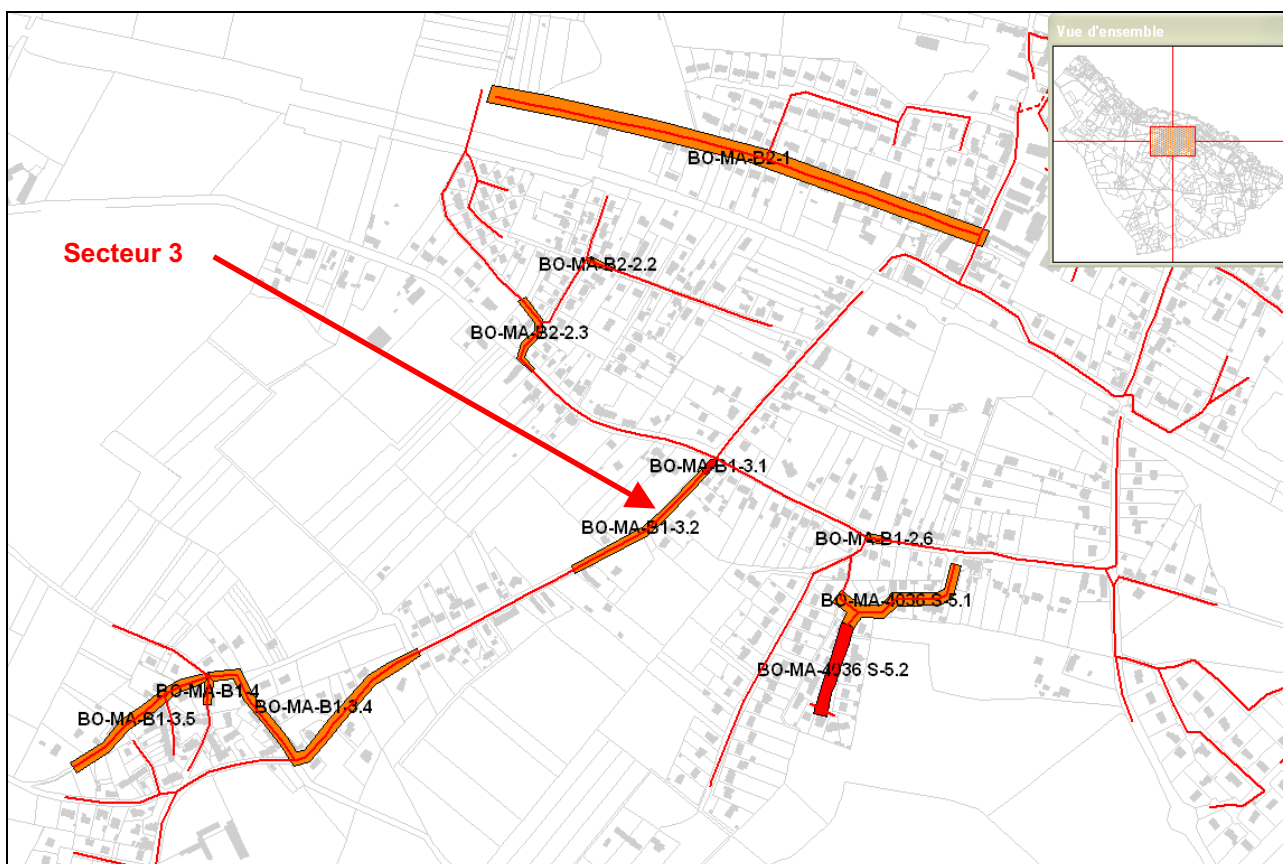 Vue d'ensemble
BO-MA-B2-1
Secteur 3
BO-MA-B2-2.2
BO-MA-B2-2.3
BO-MA-B1-3.1
BO-MA-B1-3.2
BO-MA-B1-2.6
BO-MA-4036 S-5.1
BO-MA-4036 S-5.2
BO-MA-B1-4
BO-MA-B1-3.4
BO-MA-B1-3.5